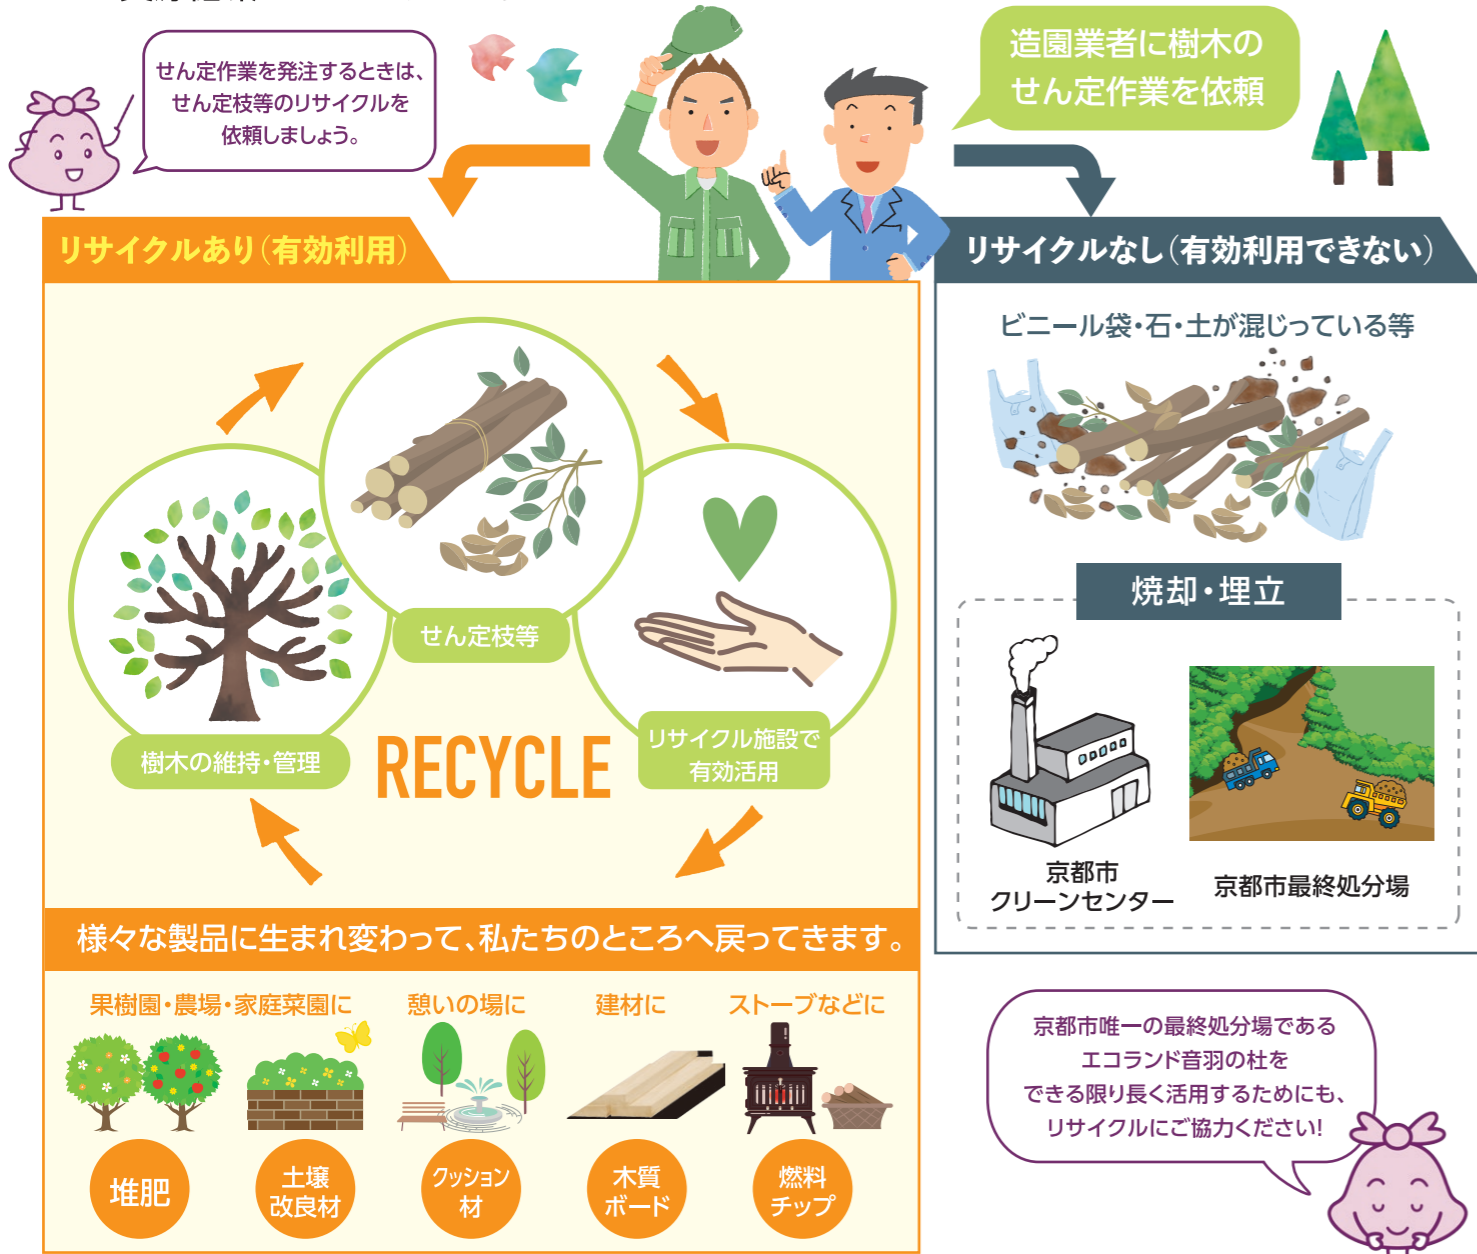 せん定作業を発注するときは、
せん定枝等のリサイクルを
依頼しましょう。
造園業者に樹木の
せん定作業を依頼
リサイクルあり（有効利用）
せん定枝等
樹木の維持・管理
RECYCLE
リサイクル施設で
有効活用
様々な製品に生まれ変わって、私たちのところへ戻ってきます。
果樹園・農場・家庭菜園に
憩いの場に
建材に
ストーブなどに
堆肥
土壌
改良材
クッション
材
木質
ボード
燃料
チップ
リサイクルなし（有効利用できない）
ビニール袋・石・土が混じっている等
焼却・埋立
京都市
クリーンセンター
京都市最終処分場
京都市唯一の最終処分場である
エコランド音羽の杜を
できる限り長く活用するためにも、
リサイクルにご協力ください!